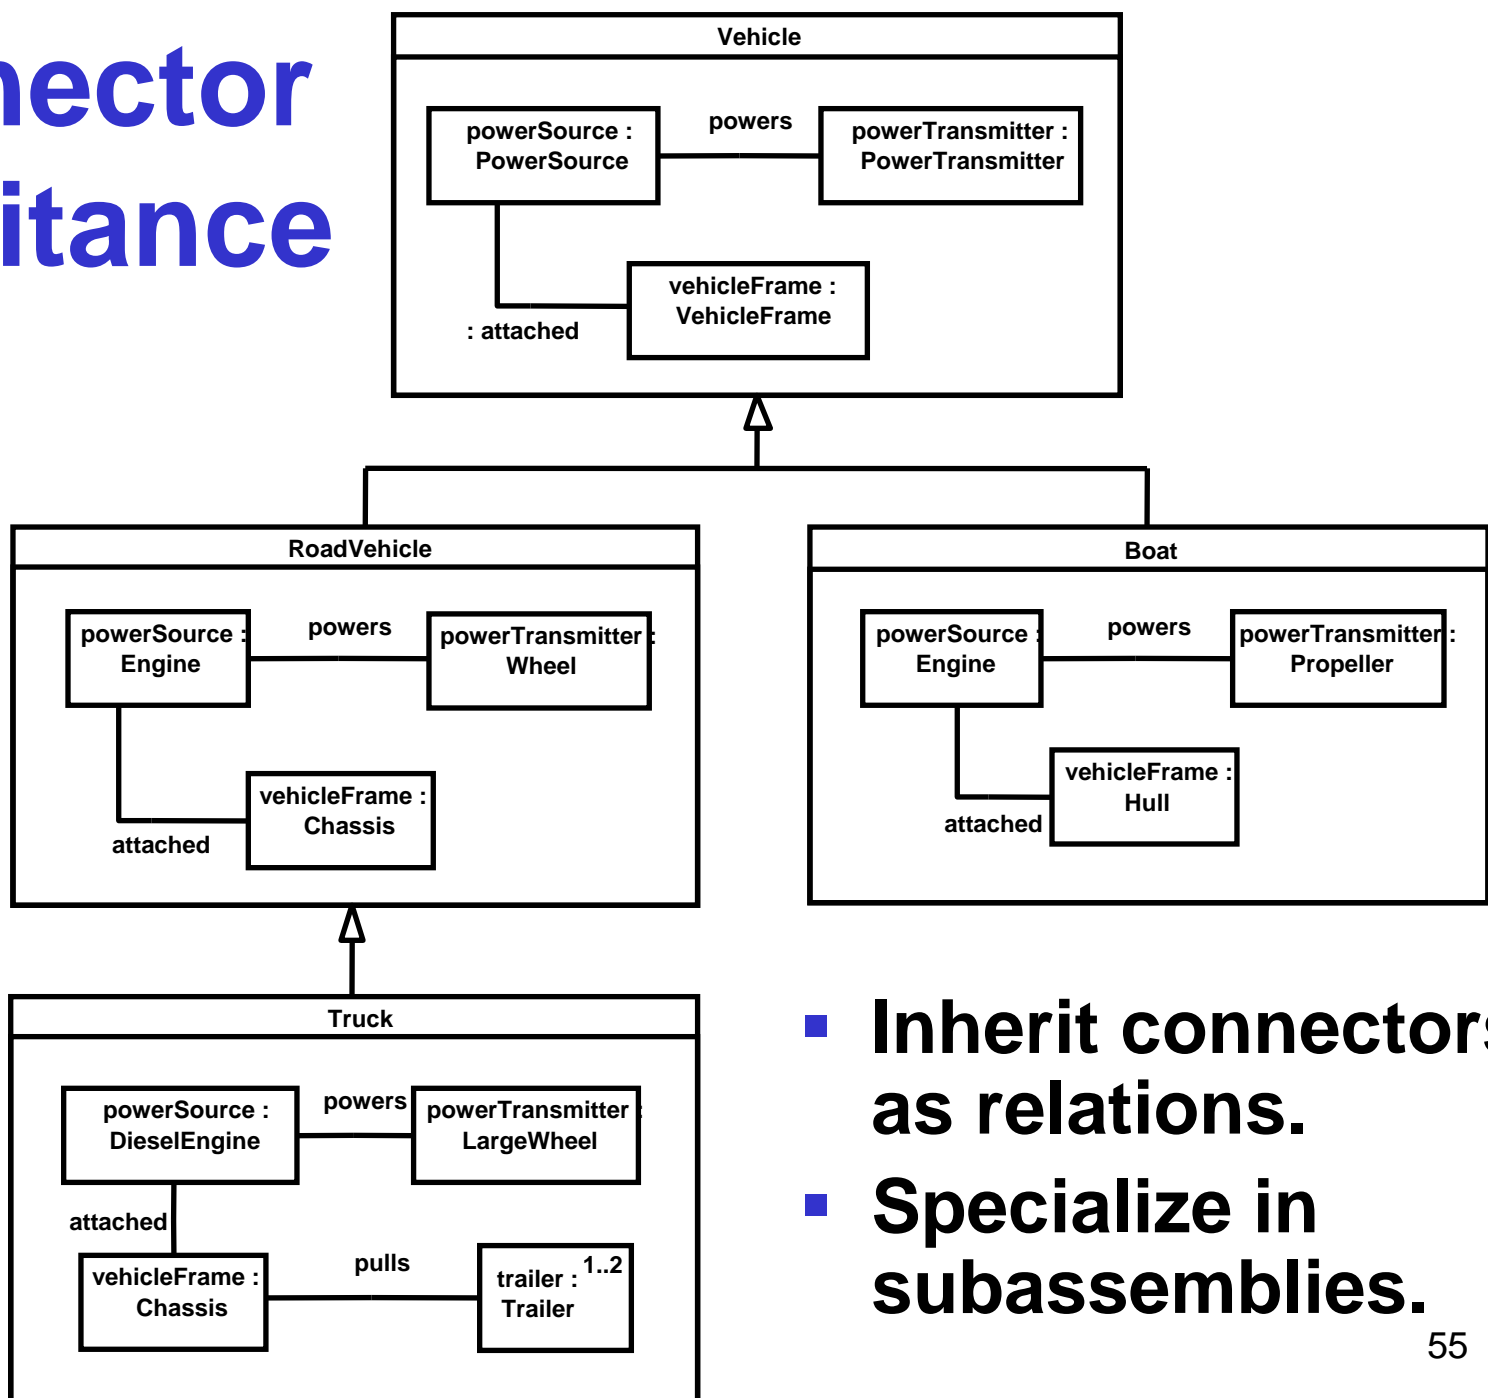 nector
itance
Vehicle
powerSource :
PowerSource
powers
powerTransmitter :
PowerTransmitter
vehicleFrame :
VehicleFrame
: attached
RoadVehicle
powerSource :
Engine
powers
powerTransmitter :
Wheel
vehicleFrame :
Chassis
attached
Boat
powerSource :
Engine
powers
powerTransmitter :
Propeller
vehicleFrame :
Hull
attached
Truck
powerSource :
DieselEngine
powers
powerTransmitter :
LargeWheel
attached
vehicleFrame :
Chassis
pulls
trailer :
Trailer
1..2
Inherit connectors
as relations.
Specialize in
subassemblies.
55